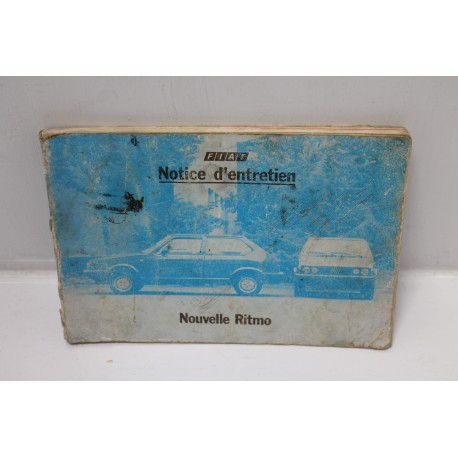 FIAT
Notice d'entretien
Nouvelle Ritmo